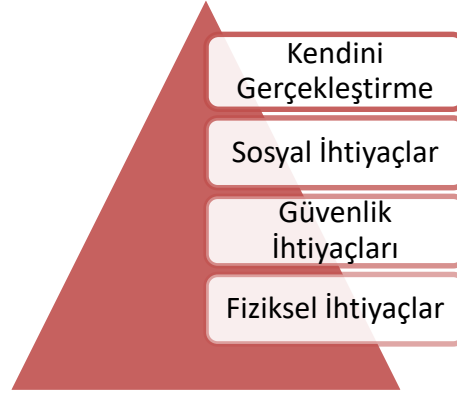 Kendini
Gerçekleştirme
Sosyal İhtiyaçlar
Güvenlik
İhtiyaçları
Fiziksel İhtiyaçlar